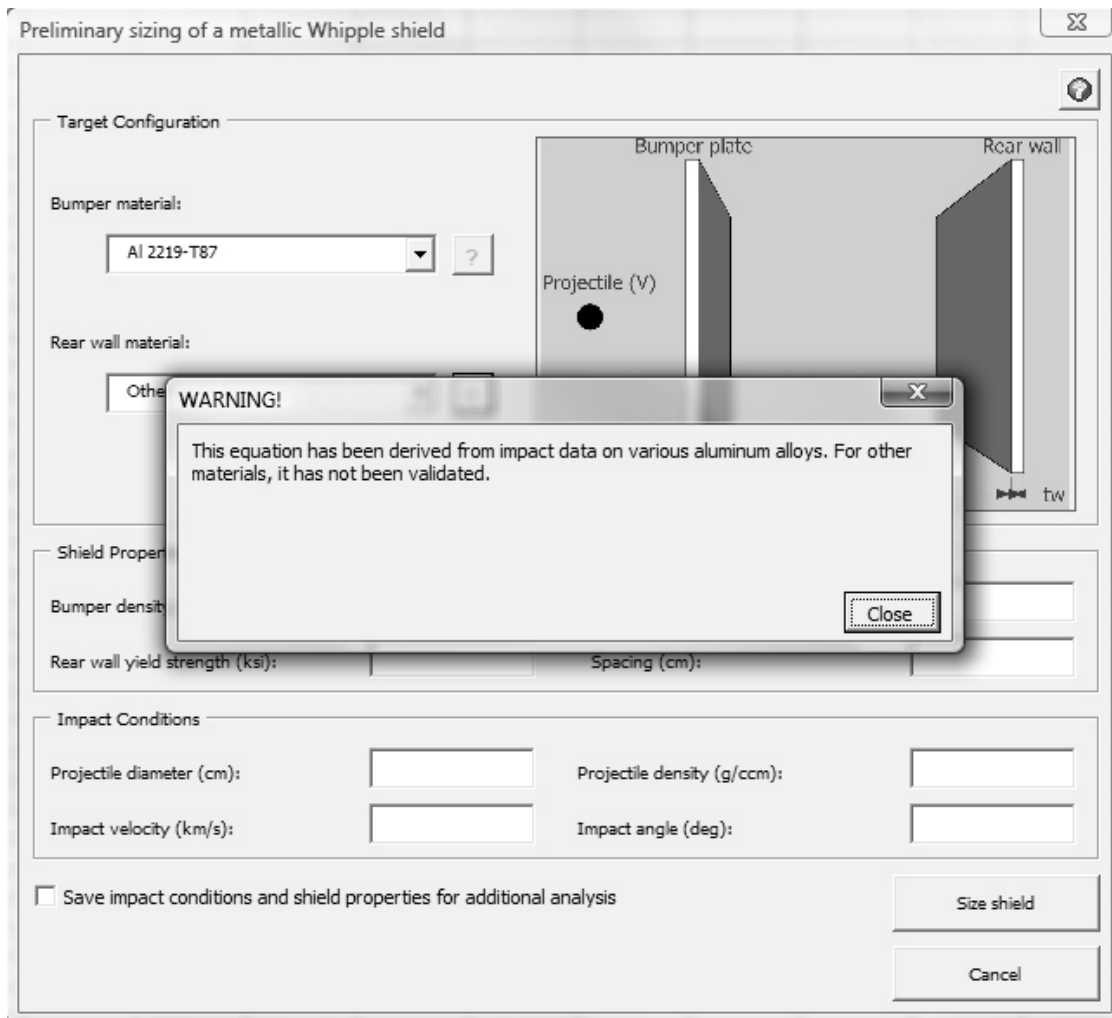 Preliminary sizing of a metallic Whipple shield
Target Configuration
Bumper plate
Rear wall
Bumper material:
Al 2219-T87
?
Projectile (V)
Rear wall material:
WARNING!
This equation has been derived from impact data on various aluminum alloys. For other
materials, it has not been validated.
tw
Shield
Bumper
Close
Rear wall yield strength (ksi):
Spacing (cm):
Impact Conditions
Projectile diameter (cm):
Projectile density (g/ccm):
Impact velocity (km/s):
Impact angle (deg):
Save impact conditions and shield properties for additional analysis
Size shield
Cancel